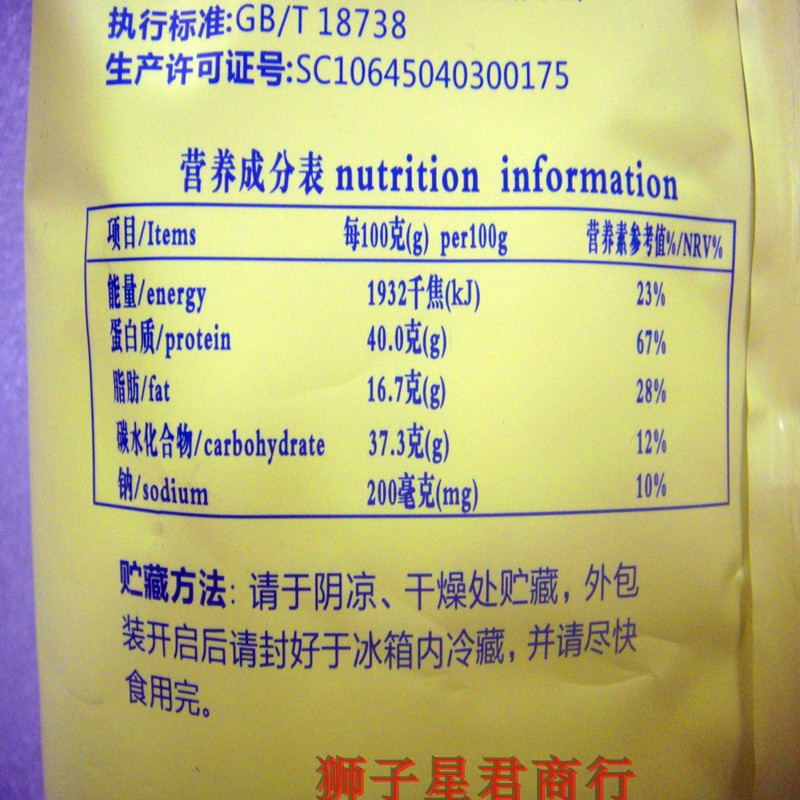 执行标准:GB/T 18738
生产许可证号:SC10645040300175
营养成分表 nutrition information
项目/Items 每100克(g) per100g 营养素参考值%/NRV%
能量/energy 1932千焦(kJ) 23%
蛋白质/protein 40.0克(g) 67%
脂肪/fat 16.7克(g) 28%
碳水化合物/carbohydrate 37.3克(g) 12%
钠/sodium 200毫克(mg) 10%
贮藏方法：请于阴凉、干燥处贮藏，外包
装开启后请封好于冰箱内冷藏，并请尽快
食用完。
狮子星君商行